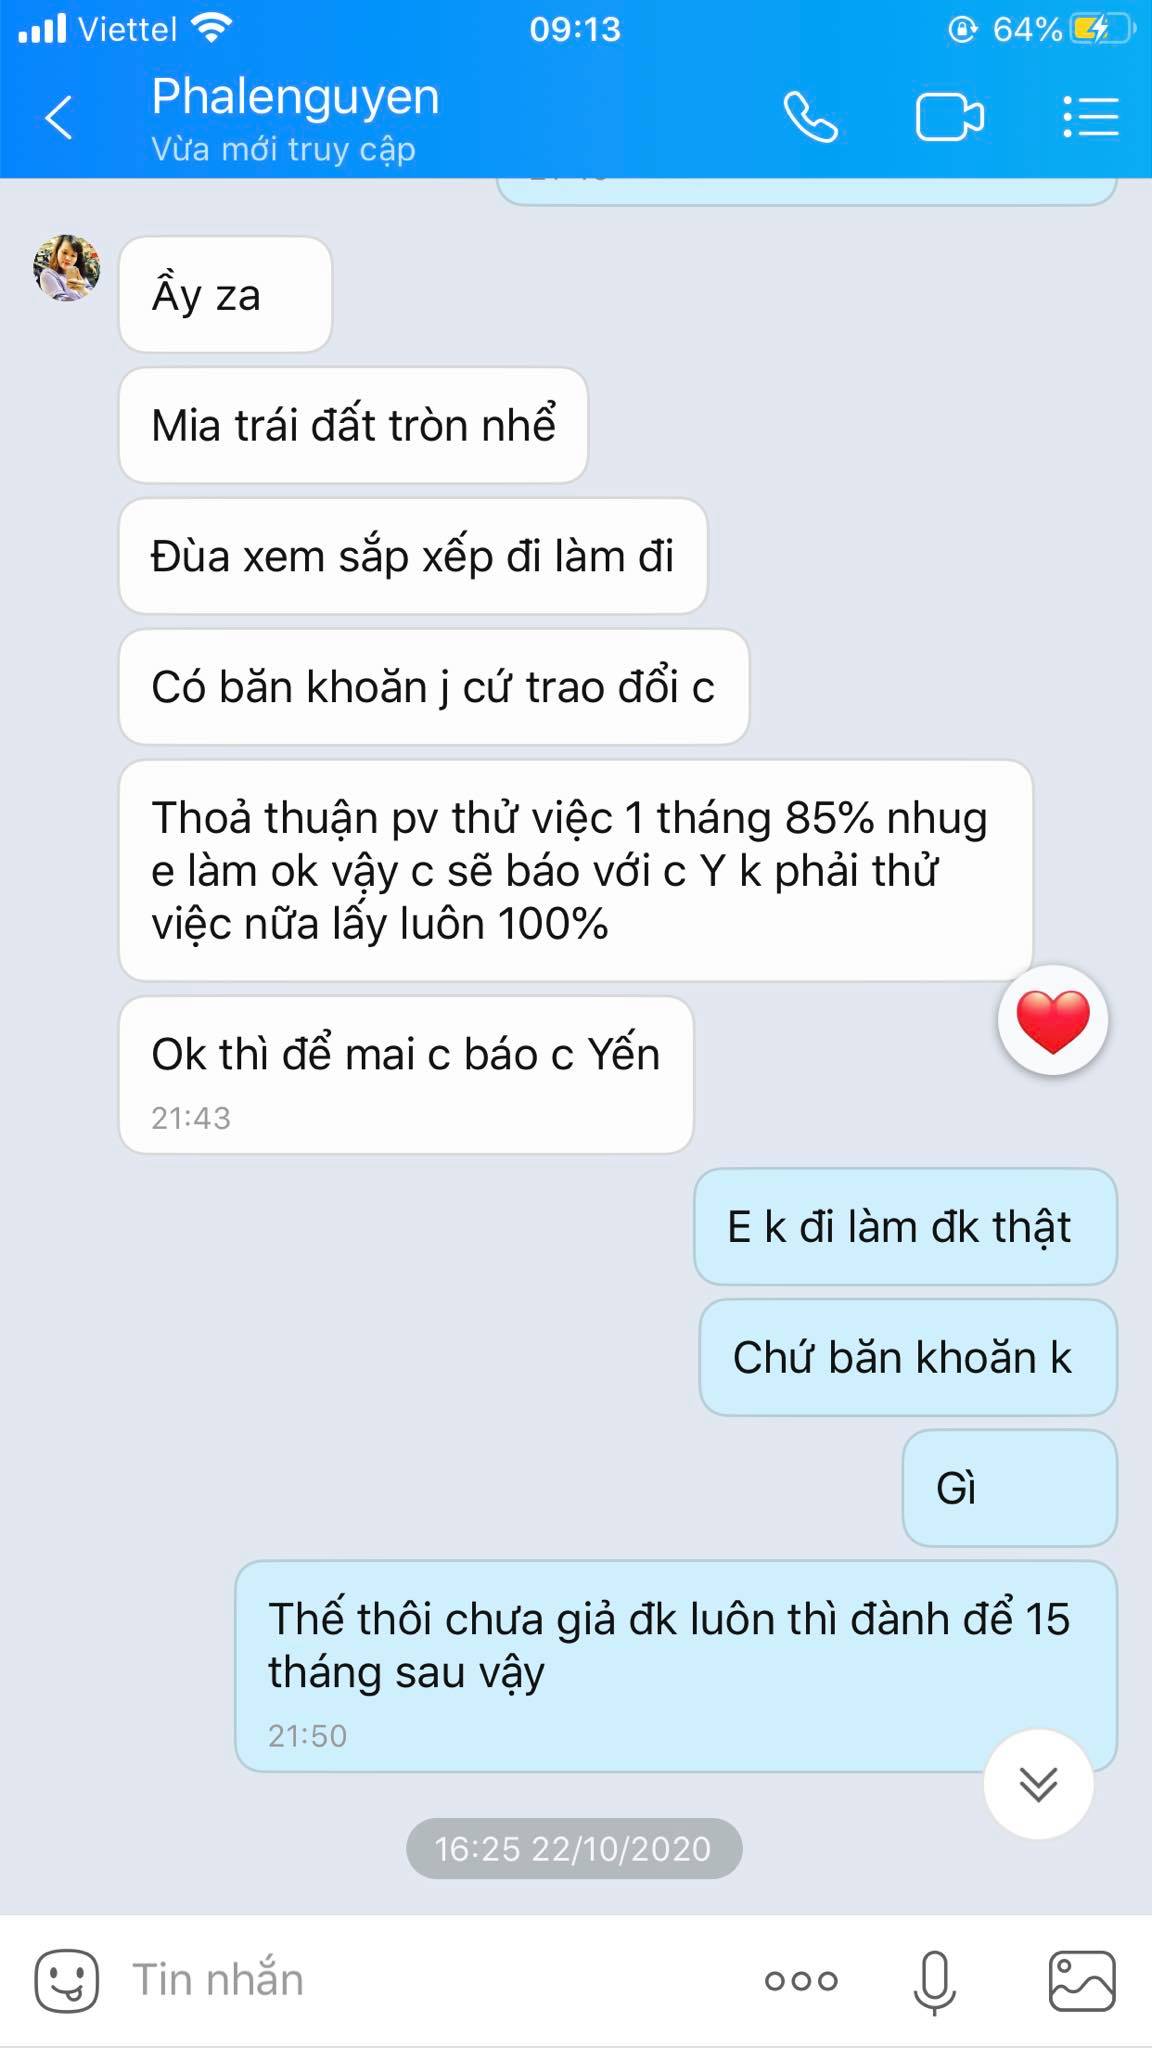 Viettel
09:13
64%
Phalenguyen
Vừa mới truy cập
Ầy za
Mia trái đất tròn nhể
Đùa xem sắp xếp đi làm đi
Có băn khoăn j cứ trao đổi c
Thoả thuận pv thử việc 1 tháng 85% nhug
e làm ok vậy c sẽ báo với c Y k phải thử
việc nữa lấy luôn 100%
Ok thì để mai c báo c Yến
21:43
E k đi làm đk thật
Chứ băn khoăn k
Gì
Thế thôi chưa giả đk luôn thì đành để 15
tháng sau vậy
21:50
16:25 22/10/2020
Tin nhắn